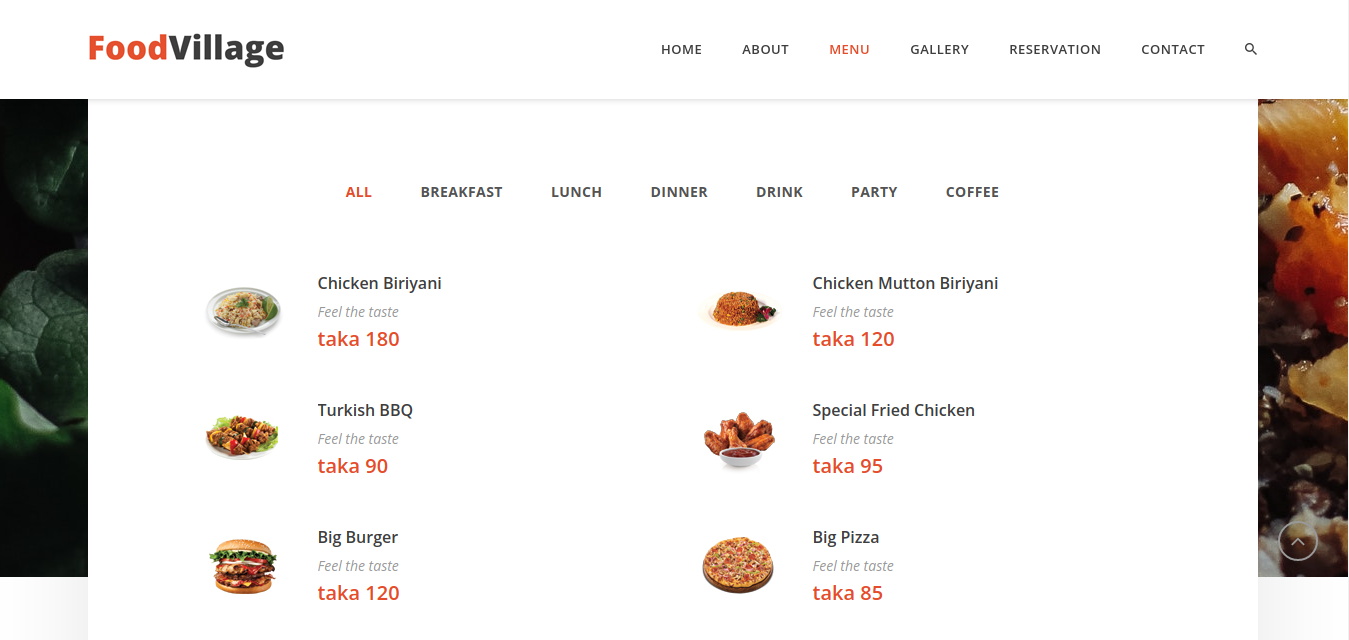 FoodVillage
HOME ABOUT MENU GALLERY RESERVATION CONTACT
ALL BREAKFAST LUNCH DINNER DRINK PARTY COFFEE
Chicken Biriyani
Feel the taste
taka 180
Chicken Mutton Biriyani
Feel the taste
taka 120
Turkish BBQ
Feel the taste
taka 90
Special Fried Chicken
Feel the taste
taka 95
Big Burger
Feel the taste
taka 120
Big Pizza
Feel the taste
taka 85